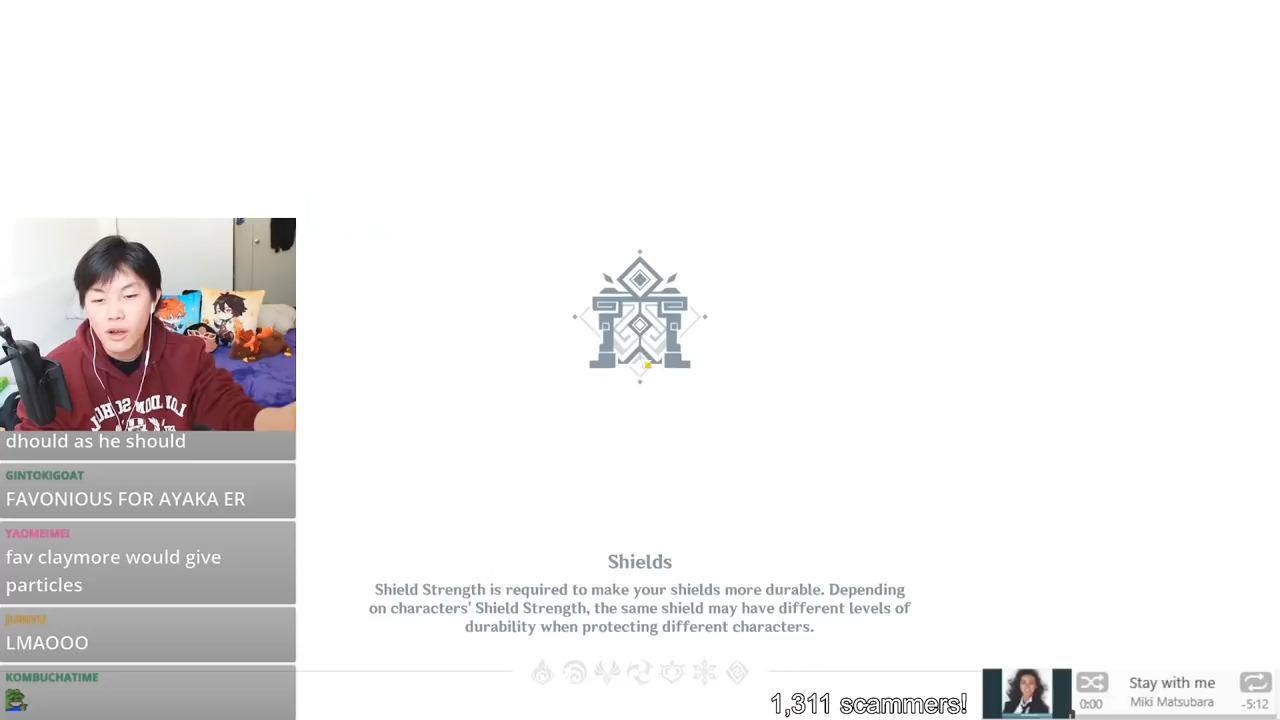 dhould as he should
GINTOKIGOAT
FAVONIOUS FOR AYAKA ER
YAOMEIMEI
fav claymore would give
particles
LMAOOO
KOMBUCHATIME
Shields
Shield Strength is required to make your shields more durable. Depending
on characters' Shield Strength, the same shield may have different levels of
durability when protecting different characters.
1,311 scammers!
Stay with me
Miki Matsubara
0:00
-5:12